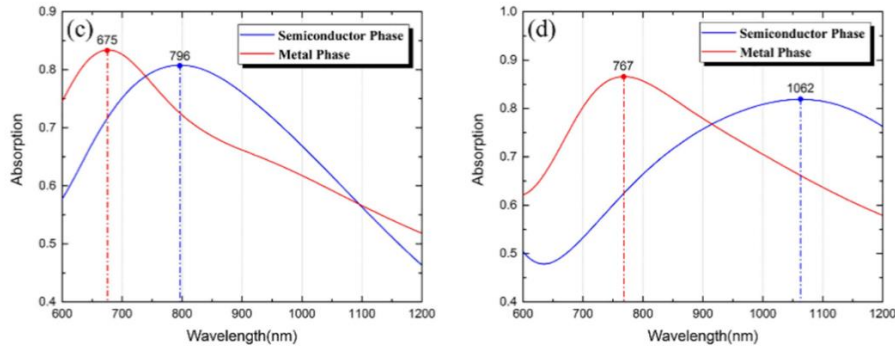 (c)
Semiconductor Phase
Metal Phase
675
796
Absorption
0.9
0.8
0.7
0.6
0.5
0.4
600 700 800 900 1000 1100 1200
Wavelength(nm)
(d)
Semiconductor Phase
Metal Phase
767
1062
Absorption
1.0
0.9
0.8
0.7
0.6
0.5
0.4
600 700 800 900 1000 1100 1200
Wavelength(nm)